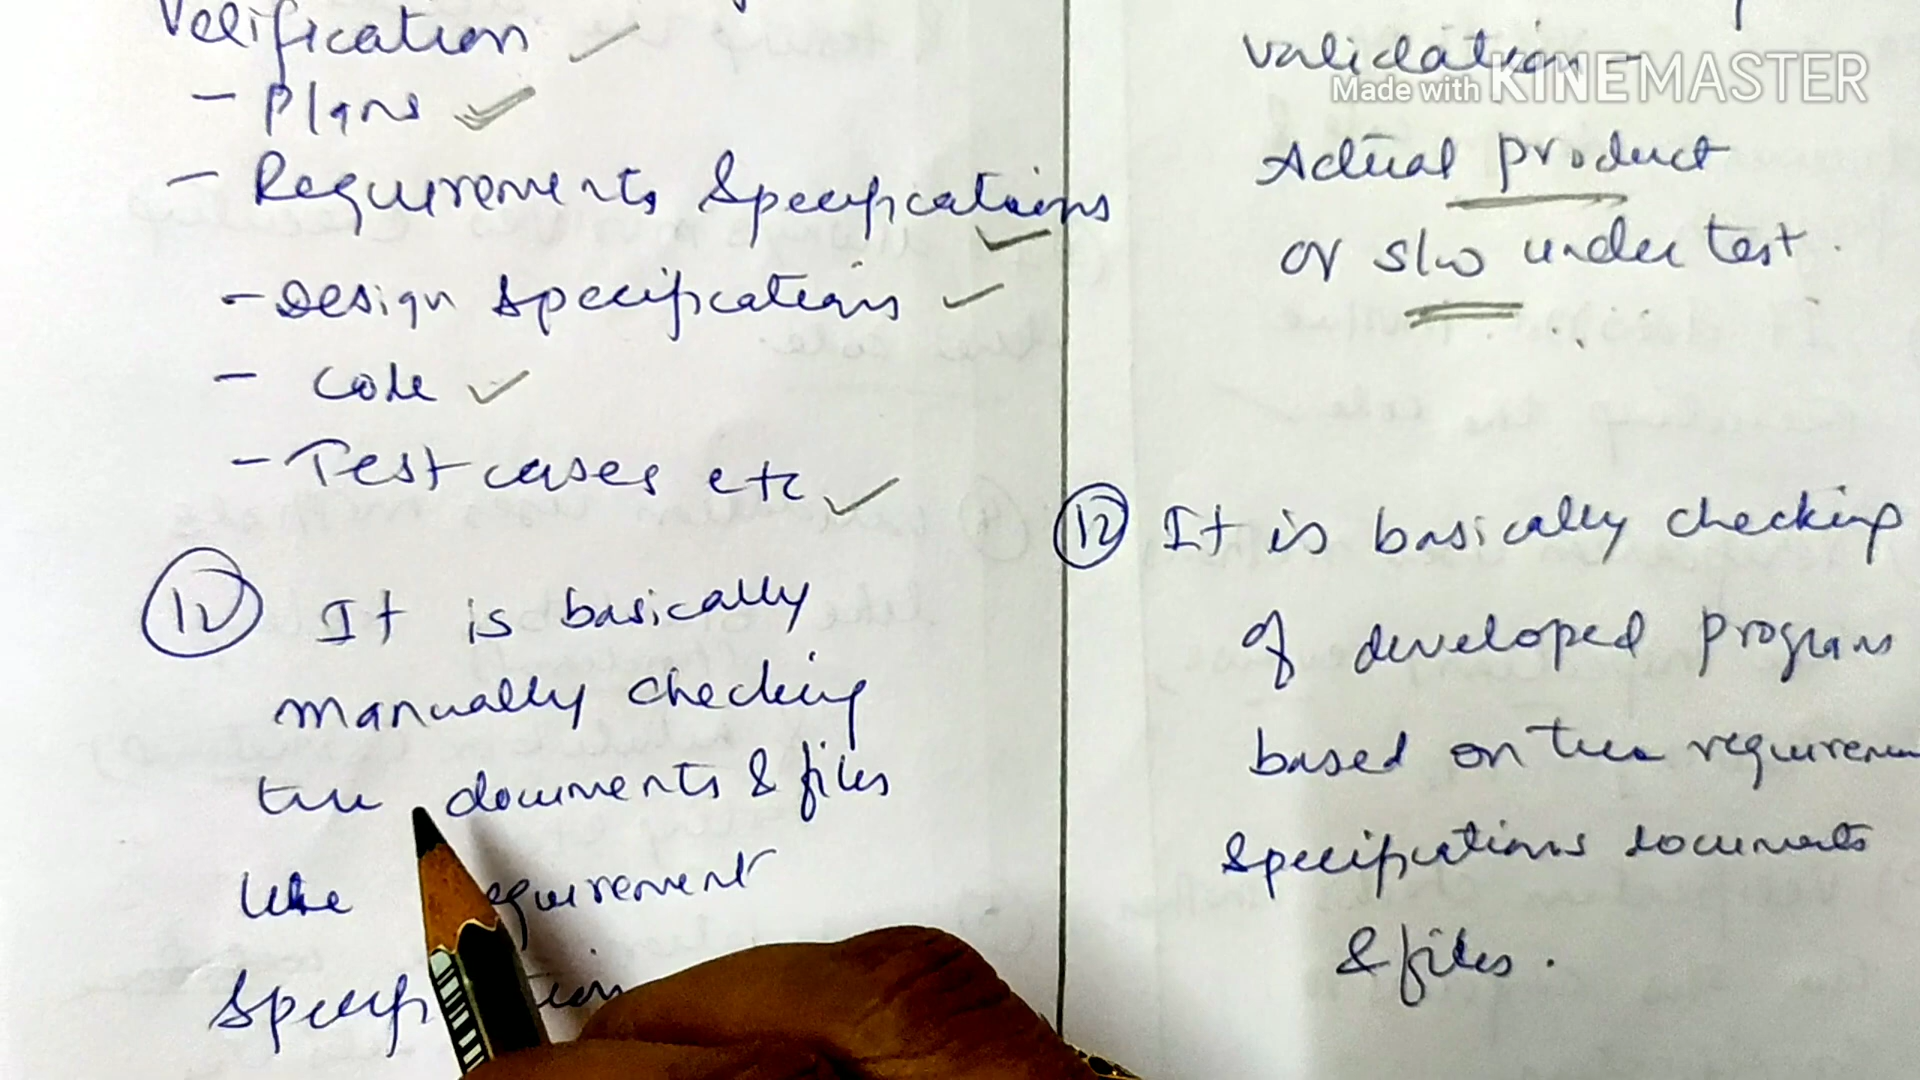 Verification
- Plans
- Requirements Specifications
- Design Specifications
- Code
- Test cases etc
12 It is basically
manually checking
the documents & files
like requirement
validation -
Made with KINEMASTER
Actual product
or s/w under test.
12 It is basically checking
of developed program
based on the
Specifications documents
& files.